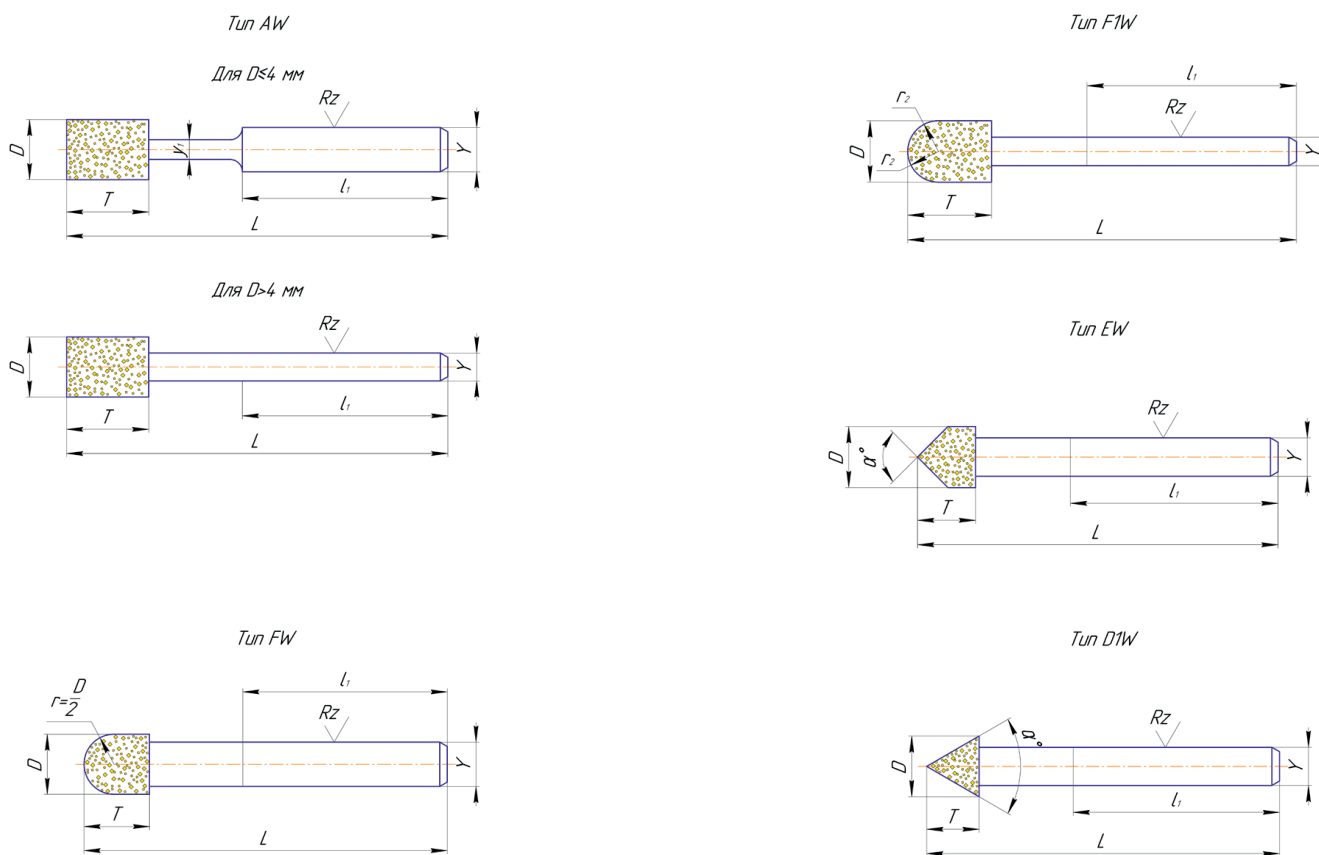 Тип AW
Для D≤4 мм
Rz
D
y₁
Y
T
l₁
L
Для D>4 мм
Rz
D
Y
T
l₁
L
Тип FW
r=D/2
l₁
Rz
D
Y
T
L
Тип F1W
l₁
r₂
Rz
D
r₂
Y
T
L
Тип EW
Rz
D
α°
Y
T
l₁
L
Тип D1W
Rz
α°
D
Y
T
l₁
L